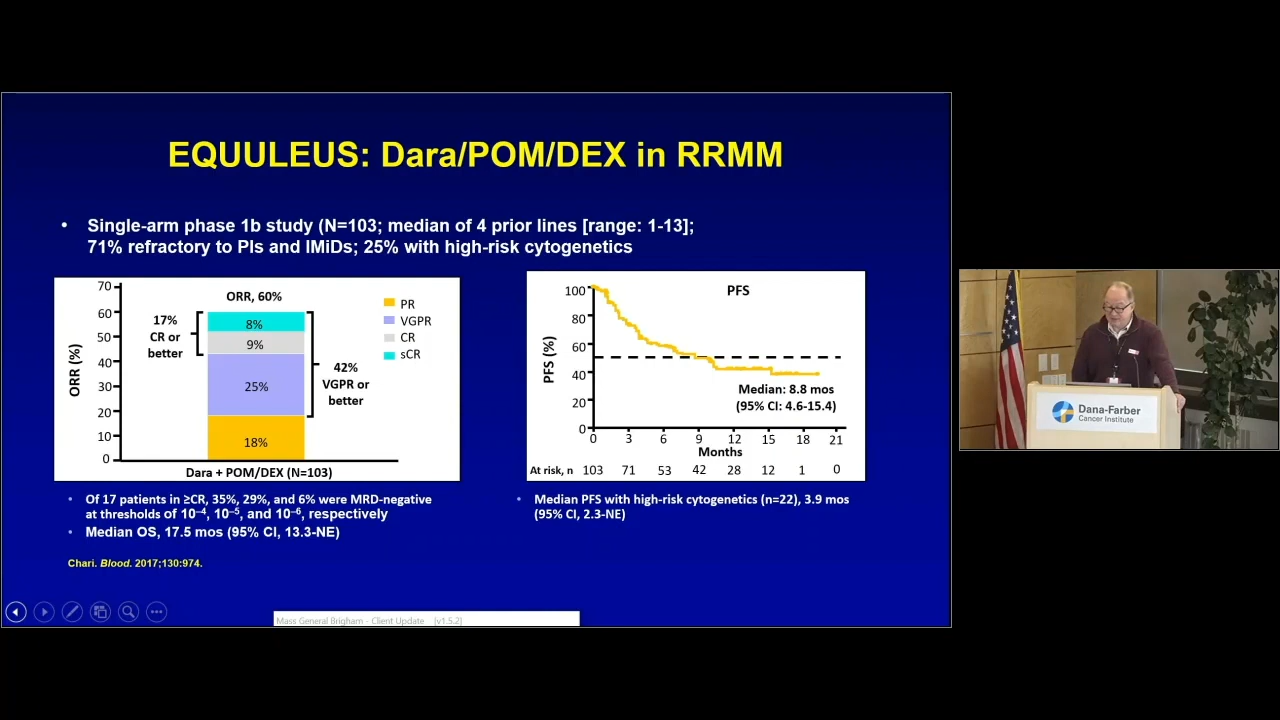 EQUULEUS: Dara/POM/DEX in RRMM
• Single-arm phase 1b study (N=103; median of 4 prior lines [range: 1-13];
71% refractory to PIs and IMiDs; 25% with high-risk cytogenetics
ORR (%)
70
60
50
40
30
20
10
0
ORR, 60%
17%
CR or
better
8%
9%
25%
18%
42%
VGPR or
better
PR
VGPR
CR
sCR
Dara + POM/DEX (N=103)
• Of 17 patients in ≥CR, 35%, 29%, and 6% were MRD-negative
at thresholds of 10⁻⁴, 10⁻⁵, and 10⁻⁶, respectively
• Median OS, 17.5 mos (95% CI, 13.3-NE)
PFS
PFS (%)
100
80
60
40
20
0
Median: 8.8 mos
(95% CI: 4.6-15.4)
0 3 6 9 12 15 18 21
Months
At risk, n 103 71 53 42 28 12 1 0
• Median PFS with high-risk cytogenetics (n=22), 3.9 mos
(95% CI, 2.3-NE)
Chari. Blood. 2017;130:974.
Mass General Brigham - Client Update [v1.5.2]
Dana-Farber
Cancer Institute